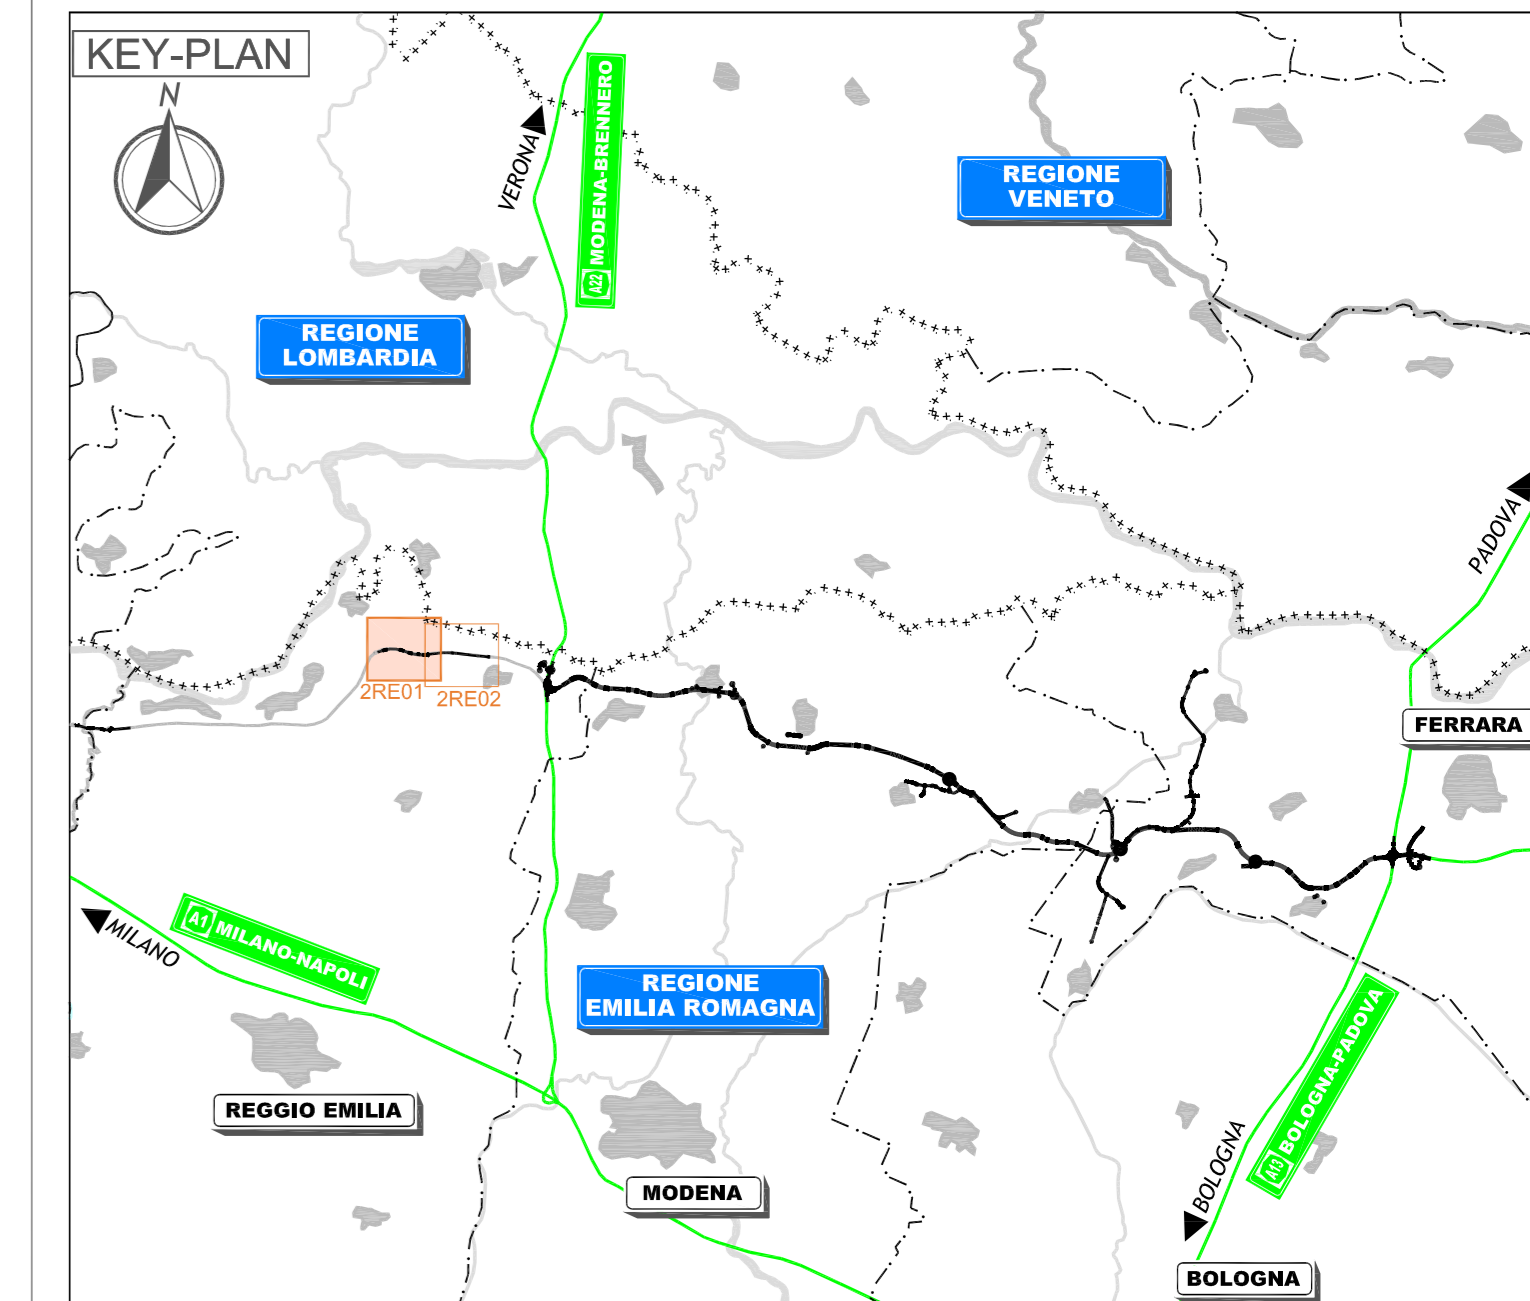 KEY-PLAN
N
VERONA
A22 MODENA-BRENNERO
REGIONE
VENETO
REGIONE
LOMBARDIA
PADOVA
2RE01
2RE02
FERRARA
A1 MILANO-NAPOLI
MILANO
REGIONE
EMILIA ROMAGNA
A13 BOLOGNA-PADOVA
REGGIO EMILIA
BOLOGNA
MODENA
BOLOGNA